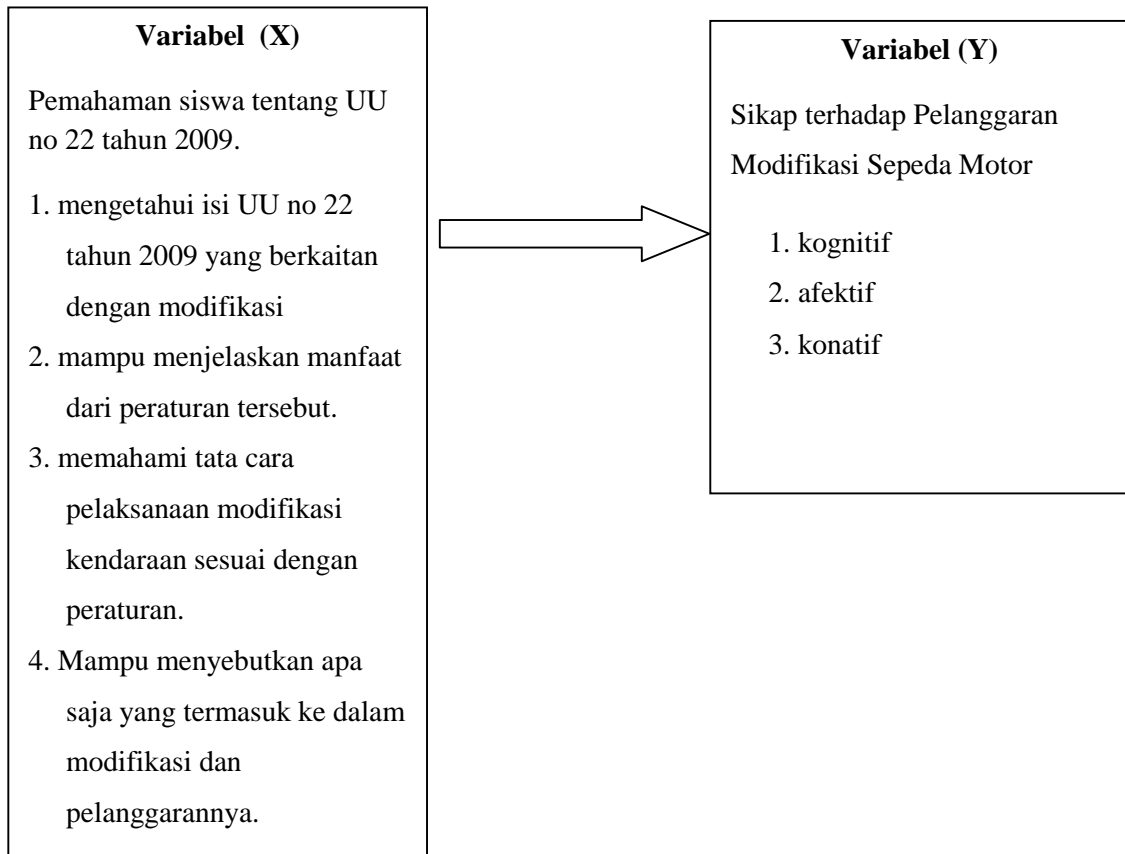 Variabel (X)
Pemahaman siswa tentang UU
no 22 tahun 2009.
1. mengetahui isi UU no 22
tahun 2009 yang berkaitan
dengan modifikasi
2. mampu menjelaskan manfaat
dari peraturan tersebut.
3. memahami tata cara
pelaksanaan modifikasi
kendaraan sesuai dengan
peraturan.
4. Mampu menyebutkan apa
saja yang termasuk ke dalam
modifikasi dan
pelanggarannya.
Variabel (Y)
Sikap terhadap Pelanggaran
Modifikasi Sepeda Motor
1. kognitif
2. afektif
3. konatif